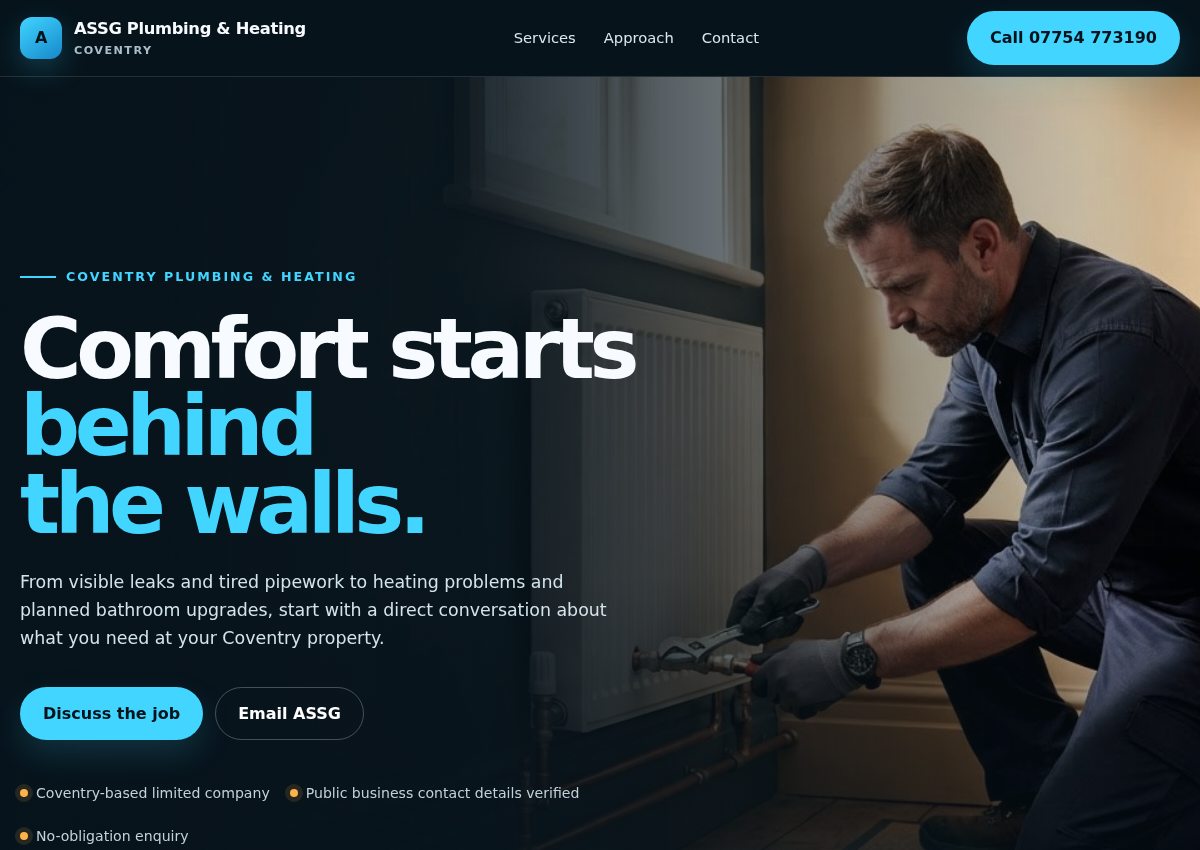 A
ASSG Plumbing & Heating
COVENTRY
Services
Approach
Contact
Call 07754 773190
COVENTRY PLUMBING & HEATING
Comfort starts
behind
the walls.
From visible leaks and tired pipework to heating problems and
planned bathroom upgrades, start with a direct conversation about
what you need at your Coventry property.
Discuss the job
Email ASSG
Coventry-based limited company
Public business contact details verified
No-obligation enquiry